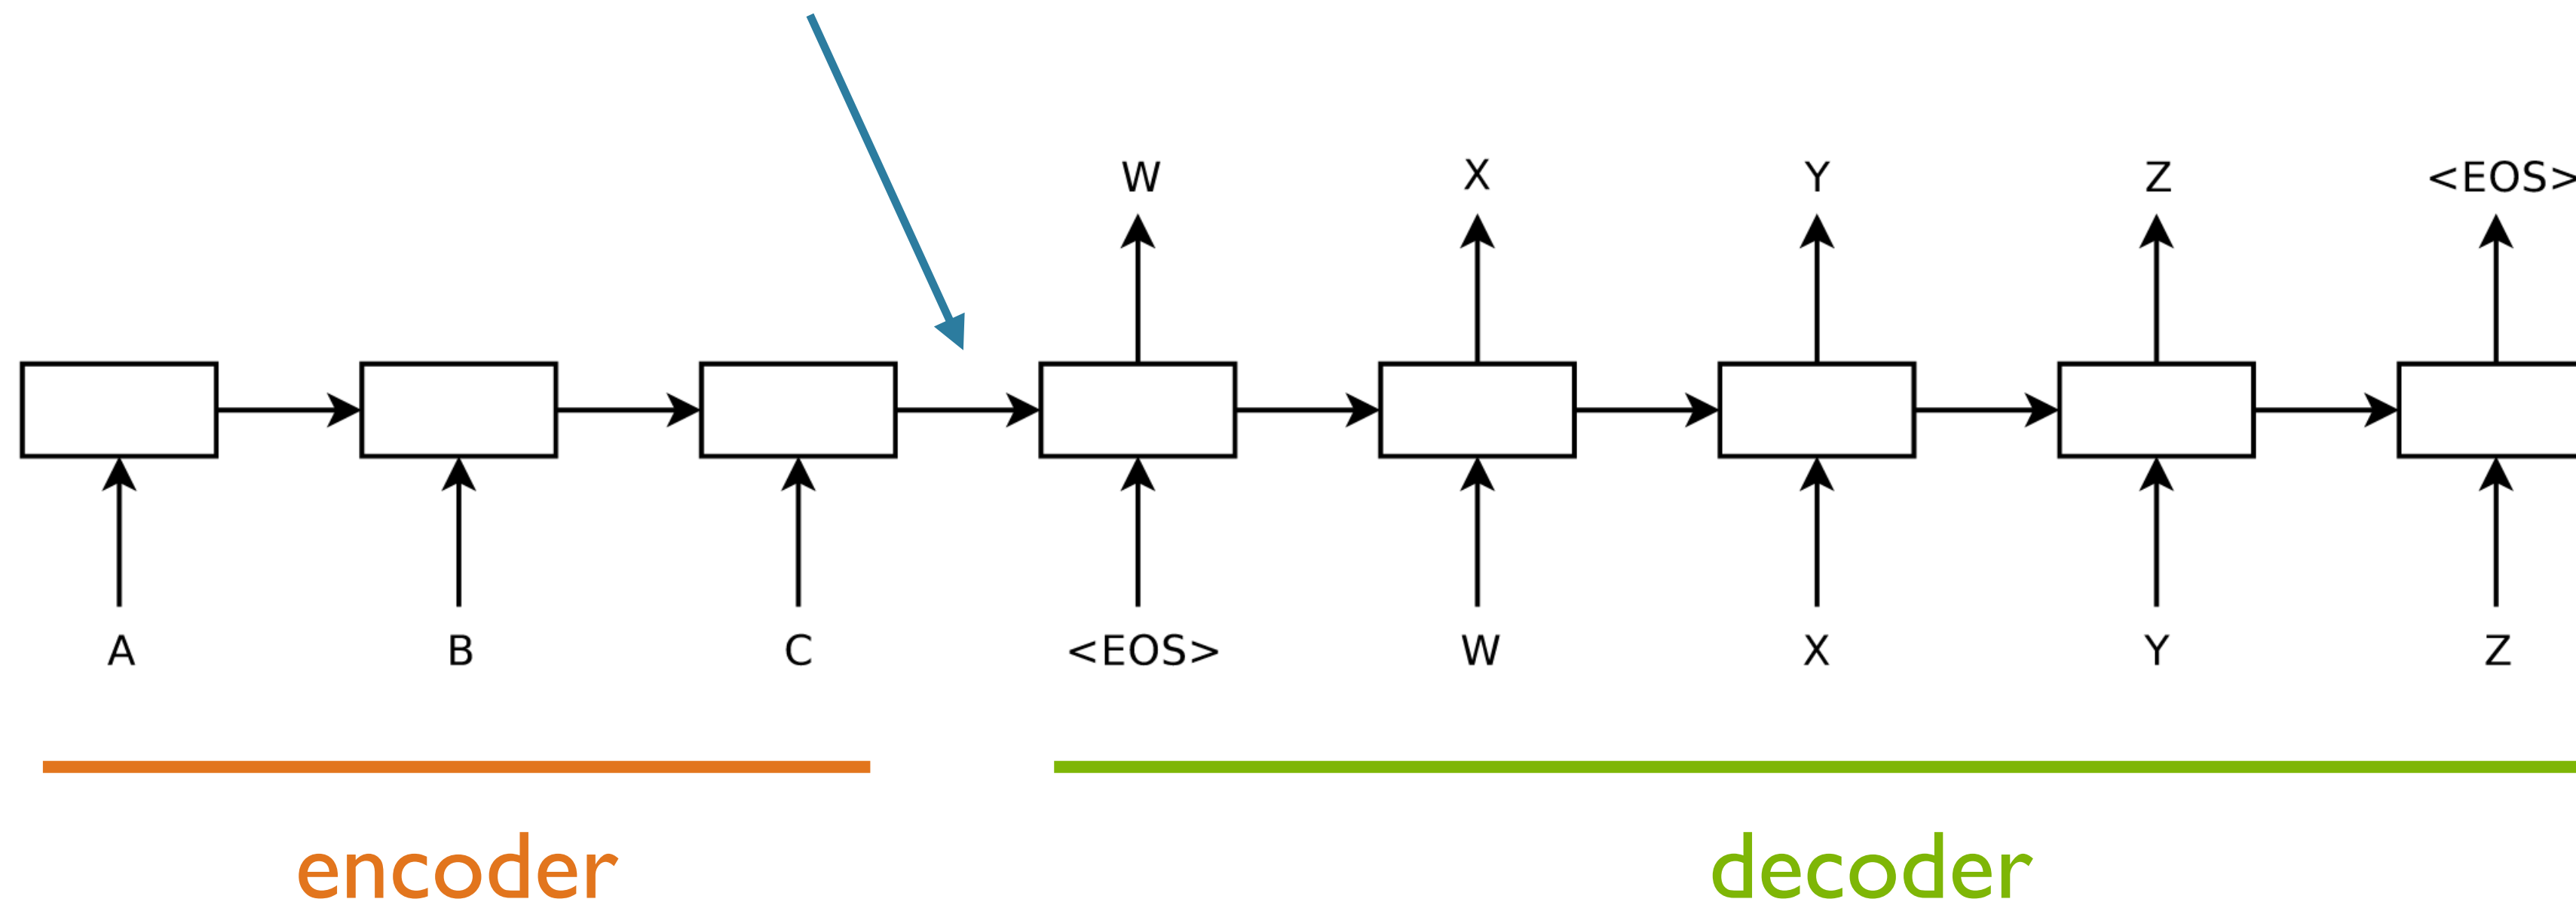 W X Y Z <EOS>
A B C <EOS> W X Y Z
encoder decoder